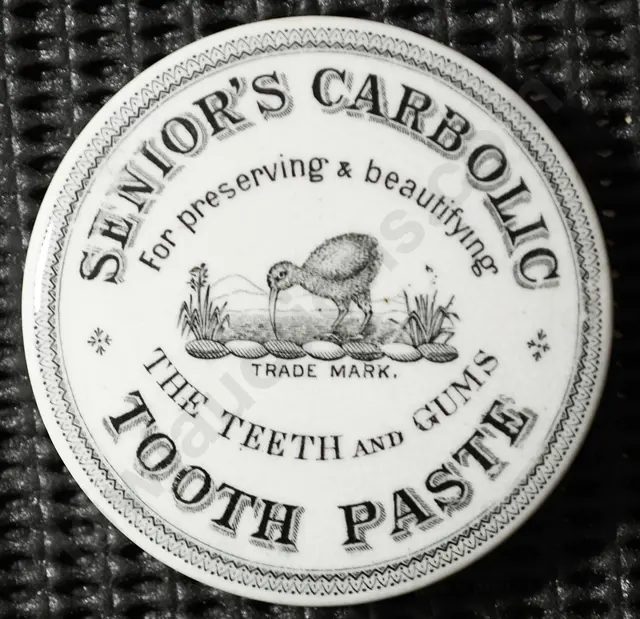 SENIOR'S CARBOLIC
For preserving & beautifying
TRADE MARK.
THE TEETH AND GUMS
TOOTH PASTE